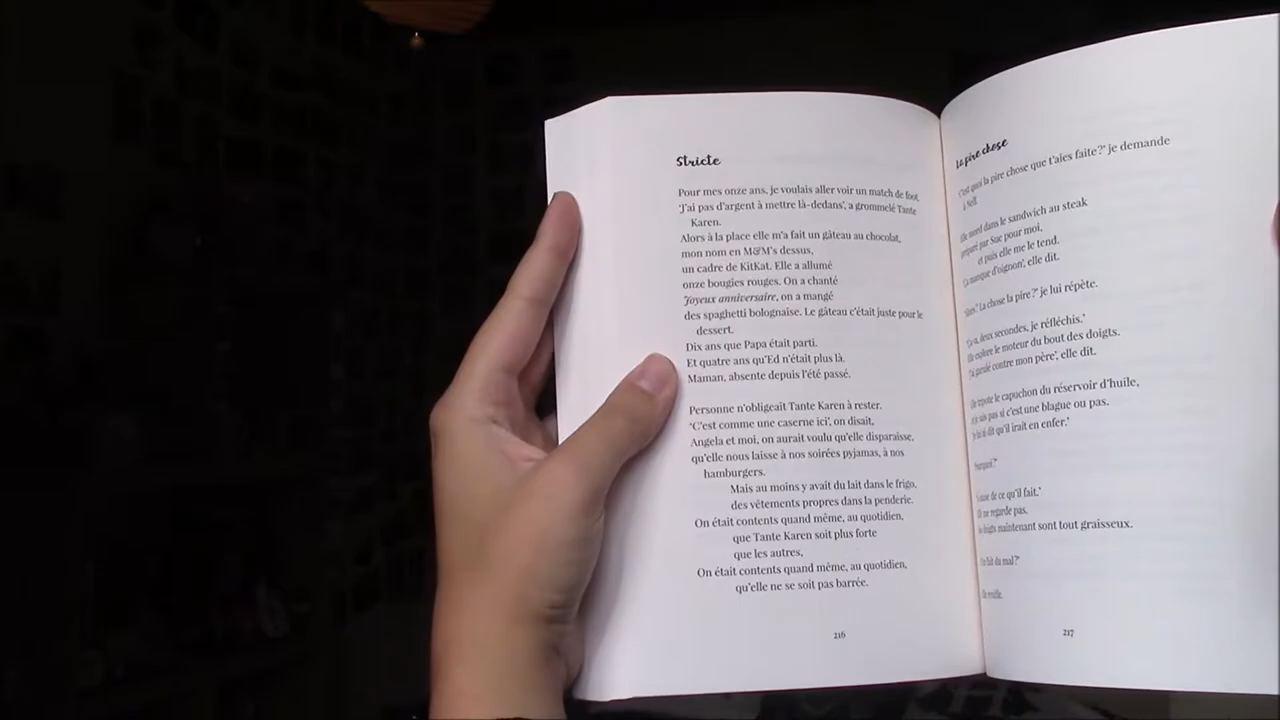 Stricte
Pour mes onze ans, je voulais aller voir un match de foot.
'J'ai pas d'argent à mettre là-dedans', a grommelé Tante
Karen.
Alors à la place elle m'a fait un gâteau au chocolat,
mon nom en M&M's dessus,
un cadre de KitKat. Elle a allumé
onze bougies rouges. On a chanté
Joyeux anniversaire, on a mangé
des spaghetti bolognaise. Le gâteau c'était juste pour le
dessert.
Dix ans que Papa était parti.
Et quatre ans qu'Ed n'était plus là.
Maman, absente depuis l'été passé.
Personne n'obligeait Tante Karen à rester.
'C'est comme une caserne ici', on disait,
Angela et moi, on aurait voulu qu'elle disparaisse,
qu'elle nous laisse à nos soirées pyjamas, à nos
hamburgers.
Mais au moins y avait du lait dans le frigo,
des vêtements propres dans la penderie.
On était contents quand même, au quotidien,
que Tante Karen soit plus forte
que les autres,
On était contents quand même, au quotidien,
qu'elle ne se soit pas barrée.
216
La pire chose
C'est quoi la pire chose que t'aies faite?' je demande
à Nell.
Elle mord dans le sandwich au steak
préparé par Sue pour moi,
et puis elle me le tend.
'Ça manque d'oignon', elle dit.
La chose la pire?' je lui répète.
deux secondes, je réfléchis.'
Elle explore le moteur du bout des doigts.
gueulé contre mon père', elle dit.
Elle tripote le capuchon du réservoir d'huile,
sais pas si c'est une blague ou pas.
dit qu'il irait en enfer.'
Pourquoi?'
cause de ce qu'il fait.'
ne regarde pas,
doigts maintenant sont tout graisseux.
fait du mal?'
217